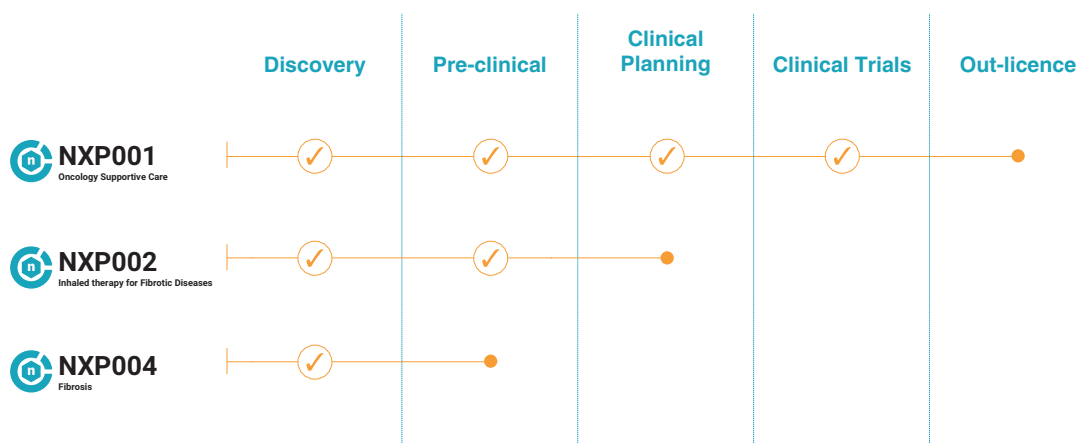 Discovery
Pre-clinical
Clinical
Planning
Clinical Trials
Out-licence
n
NXP001
Oncology Supportive Care
n
NXP002
Inhaled therapy for Fibrotic Diseases
n
NXP004
Fibrosis